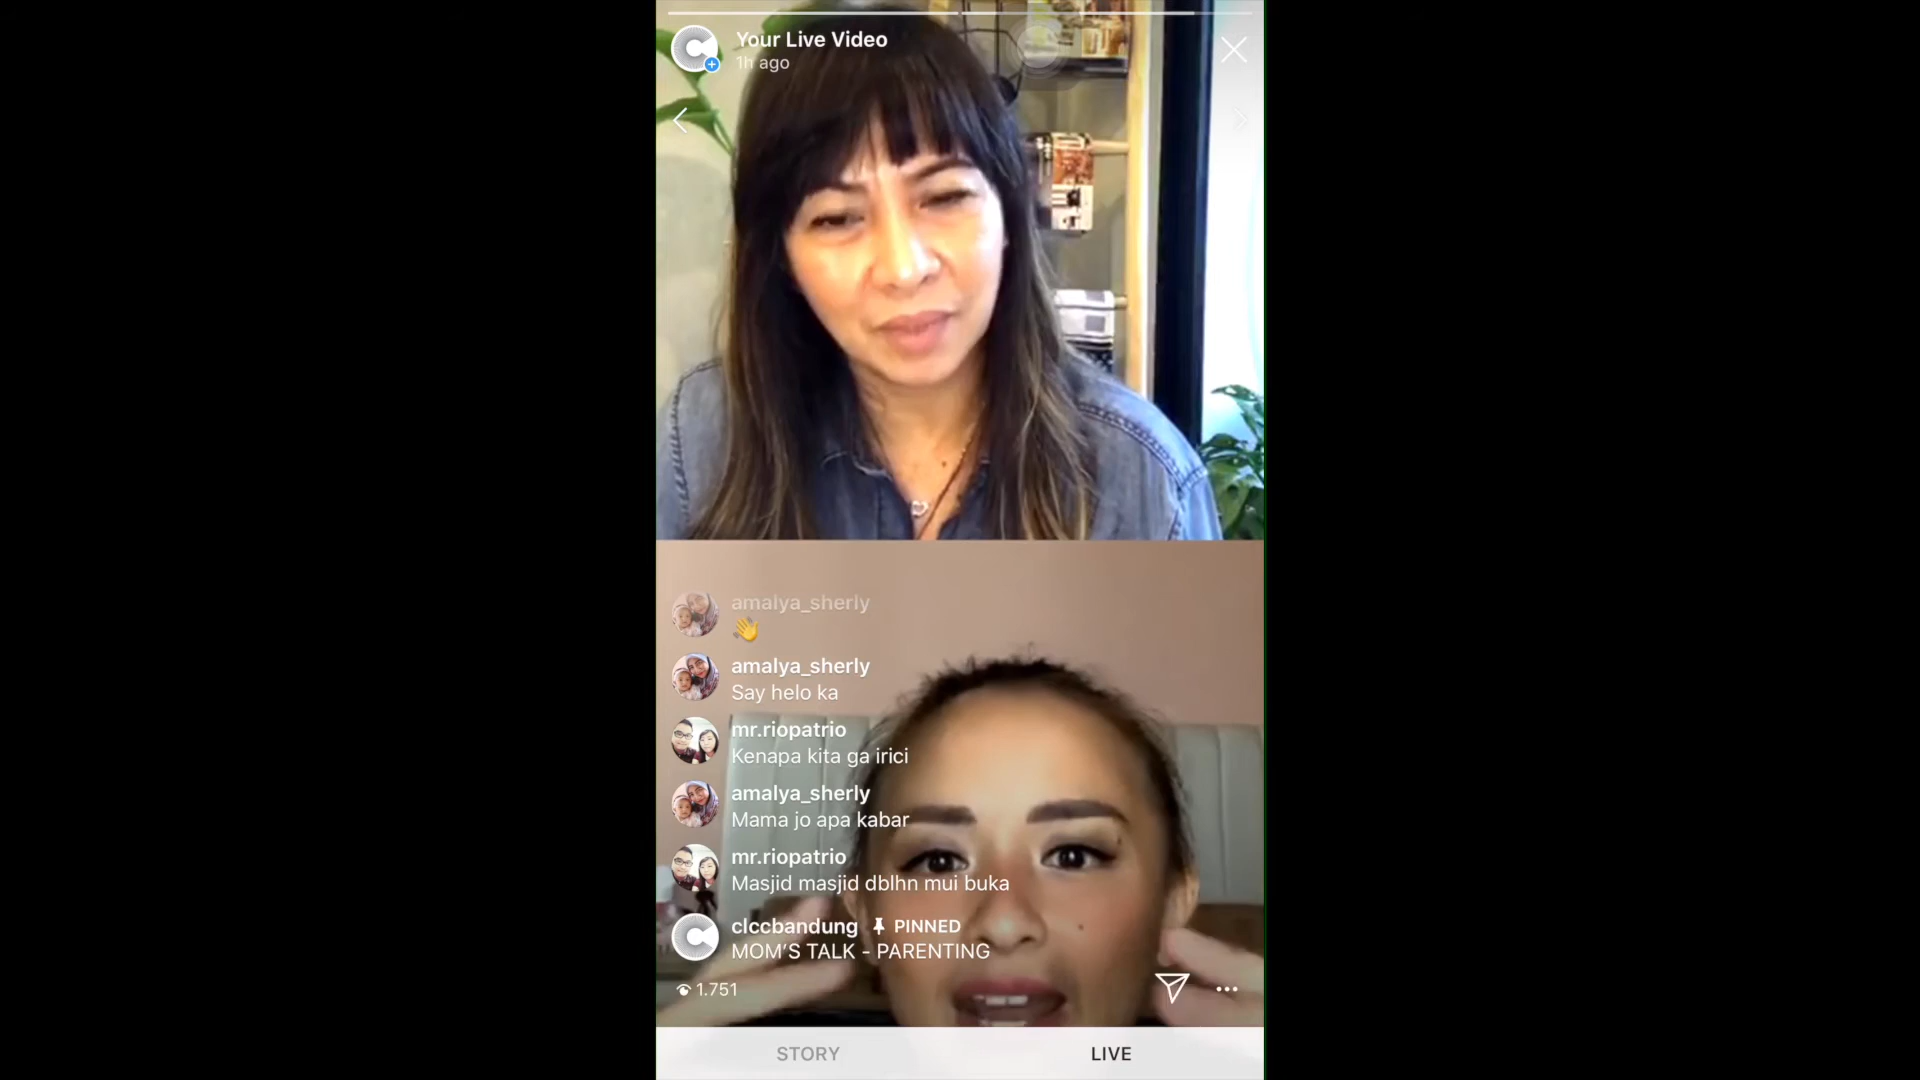 Your Live Video
1h ago
amalya_sherly
👋
amalya_sherly
Say helo ka
mr.riopatrio
Kenapa kita ga irici
amalya_sherly
Mama jo apa kabar
mr.riopatrio
Masjid masjid dblhn mui buka
clccbandung PINNED
MOM'S TALK - PARENTING
1.751
STORY
LIVE